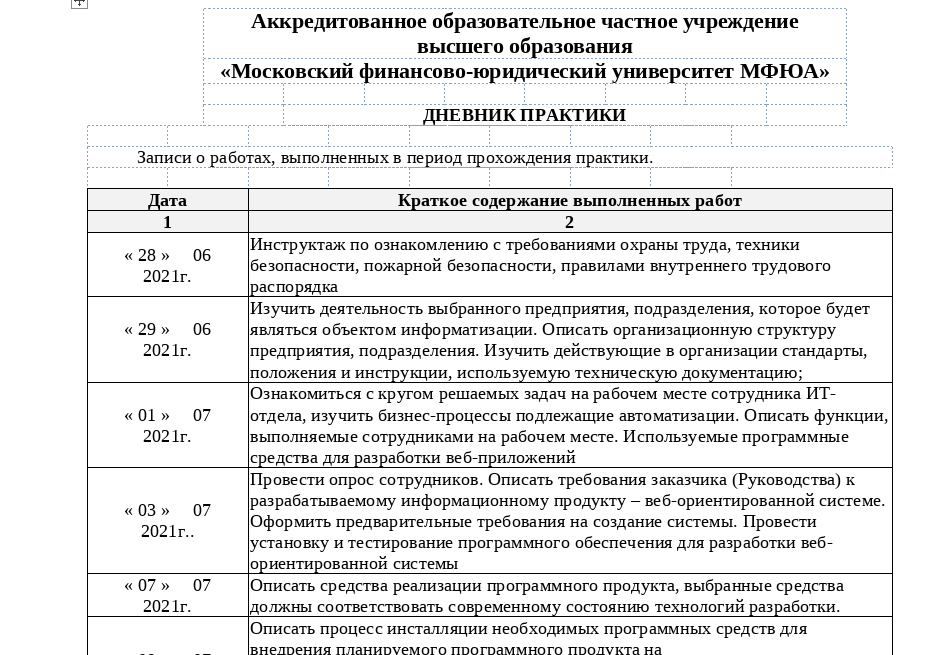 Аккредитованное образовательное частное учреждение
высшего образования
«Московский финансово-юридический университет МФЮА»
ДНЕВНИК ПРАКТИКИ
Записи о работах, выполненных в период прохождения практики.
Дата
Краткое содержание выполненных работ
1
2
« 28 » 06
2021г.
Инструктаж по ознакомлению с требованиями охраны труда, техники
безопасности, пожарной безопасности, правилами внутреннего трудового
распорядка
« 29 » 06
2021г.
Изучить деятельность выбранного предприятия, подразделения, которое будет
являться объектом информатизации. Описать организационную структуру
предприятия, подразделения. Изучить действующие в организации стандарты,
положения и инструкции, используемую техническую документацию;
« 01 » 07
2021г.
Ознакомиться с кругом решаемых задач на рабочем месте сотрудника ИТ-
отдела, изучить бизнес-процессы подлежащие автоматизации. Описать функции,
выполняемые сотрудниками на рабочем месте. Используемые программные
средства для разработки веб-приложений
« 03 » 07
2021г..
Провести опрос сотрудников. Описать требования заказчика (Руководства) к
разрабатываемому информационному продукту – веб-ориентированной системе.
Оформить предварительные требования на создание системы. Провести
установку и тестирование программного обеспечения для разработки веб-
ориентированной системы
« 07 » 07
2021г.
Описать средства реализации программного продукта, выбранные средства
должны соответствовать современному состоянию технологий разработки.
Описать процесс инсталляции необходимых программных средств для
внедрения планируемого программного продукта на